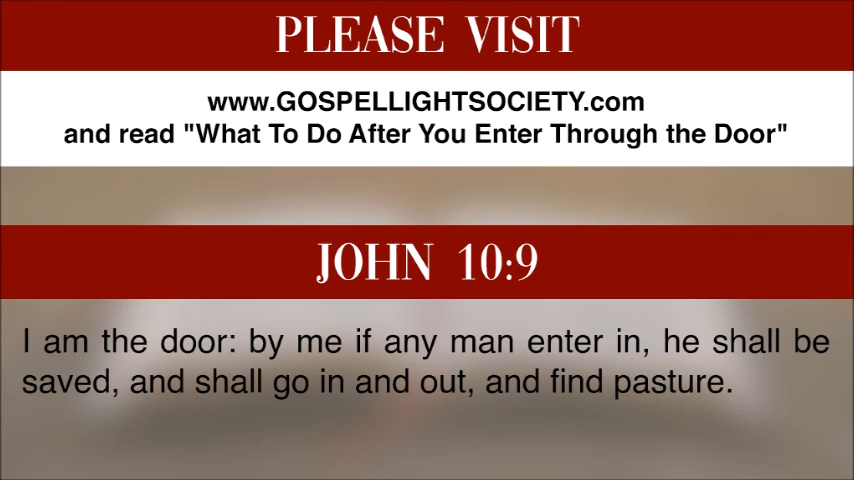 PLEASE VISIT
www.GOSPELLIGHTSOCIETY.com
and read "What To Do After You Enter Through the Door"
JOHN 10:9
I am the door: by me if any man enter in, he shall be
saved, and shall go in and out, and find pasture.